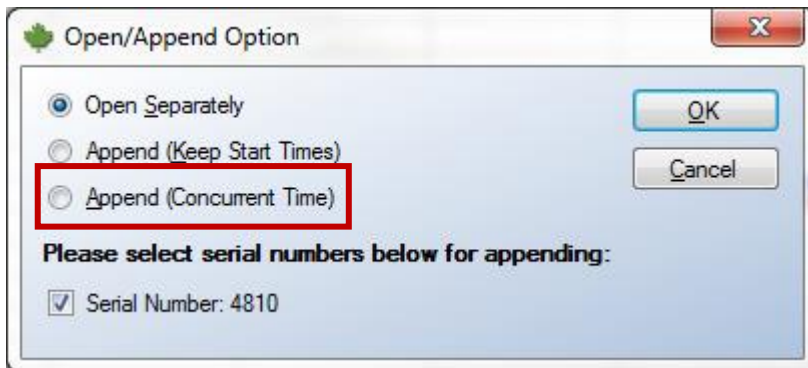 Open/Append Option
Open Separately
OK
Append (Keep Start Times)
Cancel
Append (Concurrent Time)
Please select serial numbers below for appending:
Serial Number: 4810